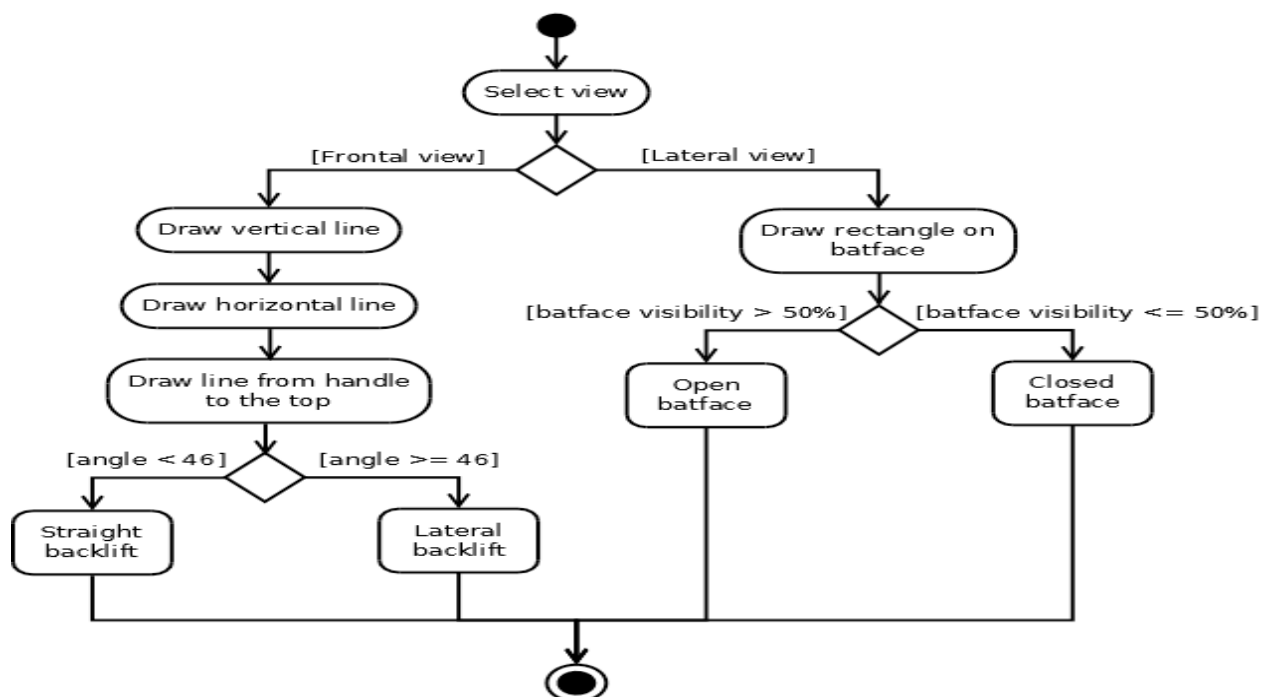 Select view
[Frontal view]
[Lateral view]
Draw vertical line
Draw rectangle on
batface
Draw horizontal line
[batface visibility > 50%]
[batface visibility <= 50%]
Draw line from handle
to the top
Open
batface
Closed
batface
[angle < 46]
[angle >= 46]
Straight
backlift
Lateral
backlift